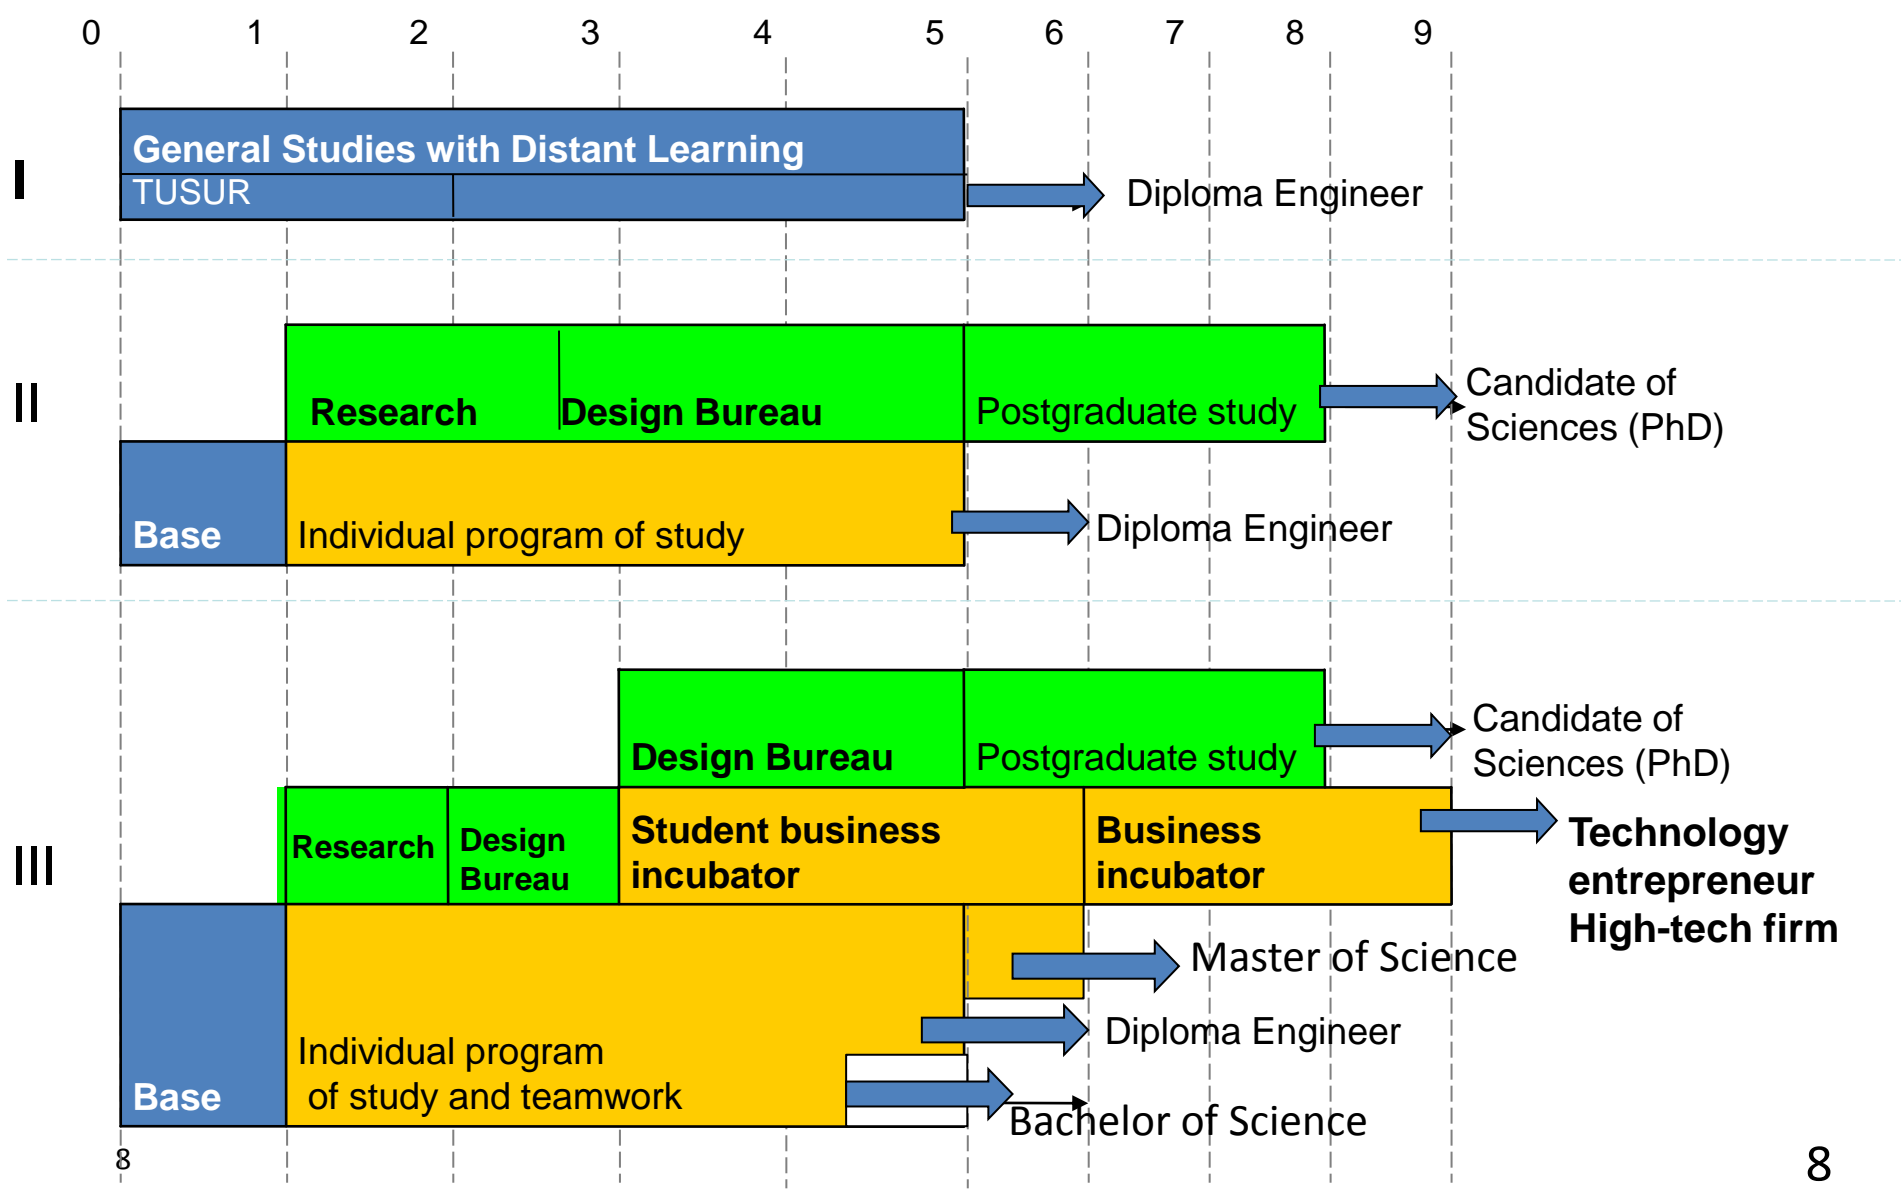 0 1 2 3 4 5 6 7 8 9
I
General Studies with Distant Learning
TUSUR
Diploma Engineer
II
Research
Design Bureau
Postgraduate study
Candidate of
Sciences (PhD)
Base
Individual program of study
Diploma Engineer
III
Design Bureau
Postgraduate study
Candidate of
Sciences (PhD)
Research
Design
Bureau
Student business
incubator
Business
incubator
Technology
entrepreneur
High-tech firm
Master of Science
Diploma Engineer
Base
Individual program
of study and teamwork
Bachelor of Science
8
8